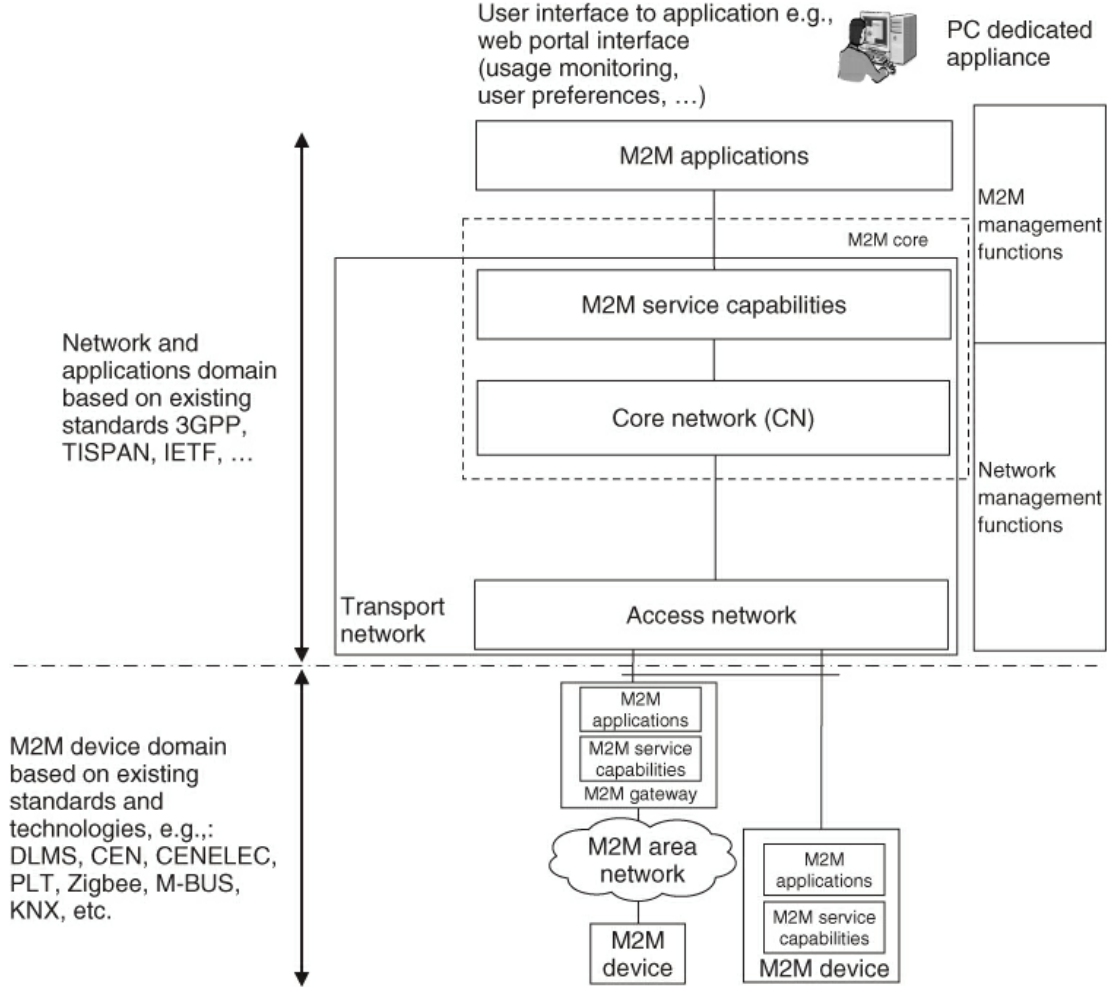 User interface to application e.g.,
web portal interface
(usage monitoring,
user preferences, …)
PC dedicated
appliance
M2M applications
M2M
management
functions
M2M core
M2M service capabilities
Network and
applications domain
based on existing
standards 3GPP,
TISPAN, IETF, …
Core network (CN)
Network
management
functions
Transport
network
Access network
M2M device domain
based on existing
standards and
technologies, e.g.,:
DLMS, CEN, CENELEC,
PLT, Zigbee, M-BUS,
KNX, etc.
M2M
applications
M2M service
capabilities
M2M gateway
M2M area
network
M2M
device
M2M
applications
M2M service
capabilities
M2M device